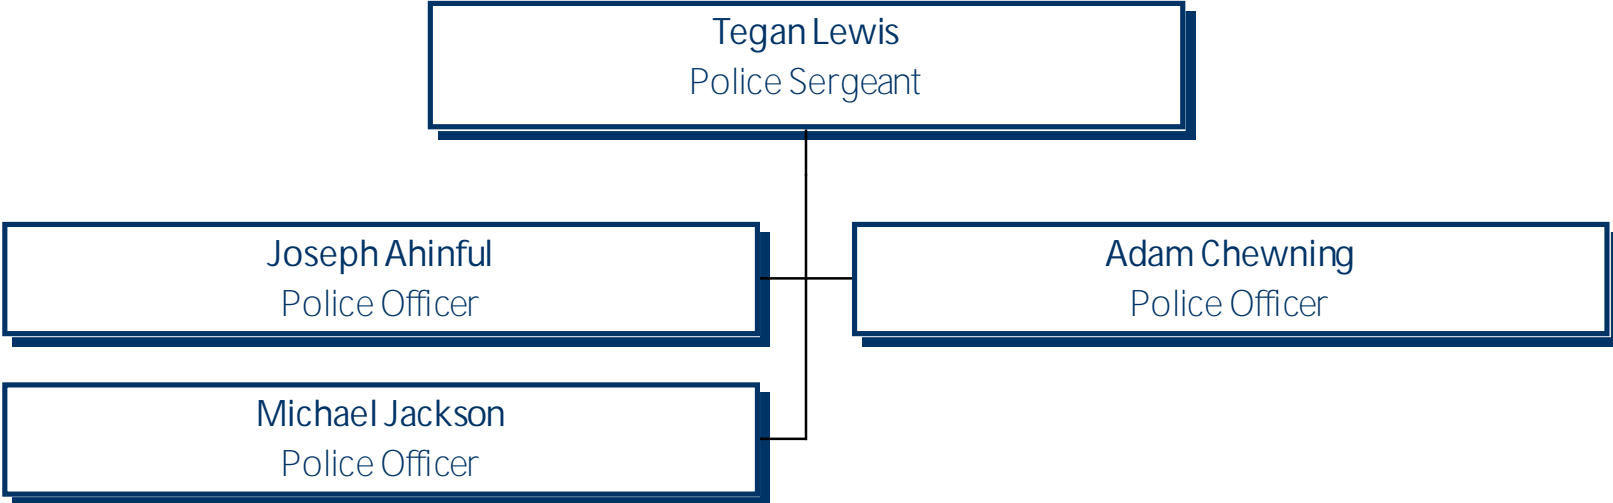 Tegan Lewis
Police Sergeant
Joseph Ahinful
Police Officer
Adam Chewning
Police Officer
Michael Jackson
Police Officer